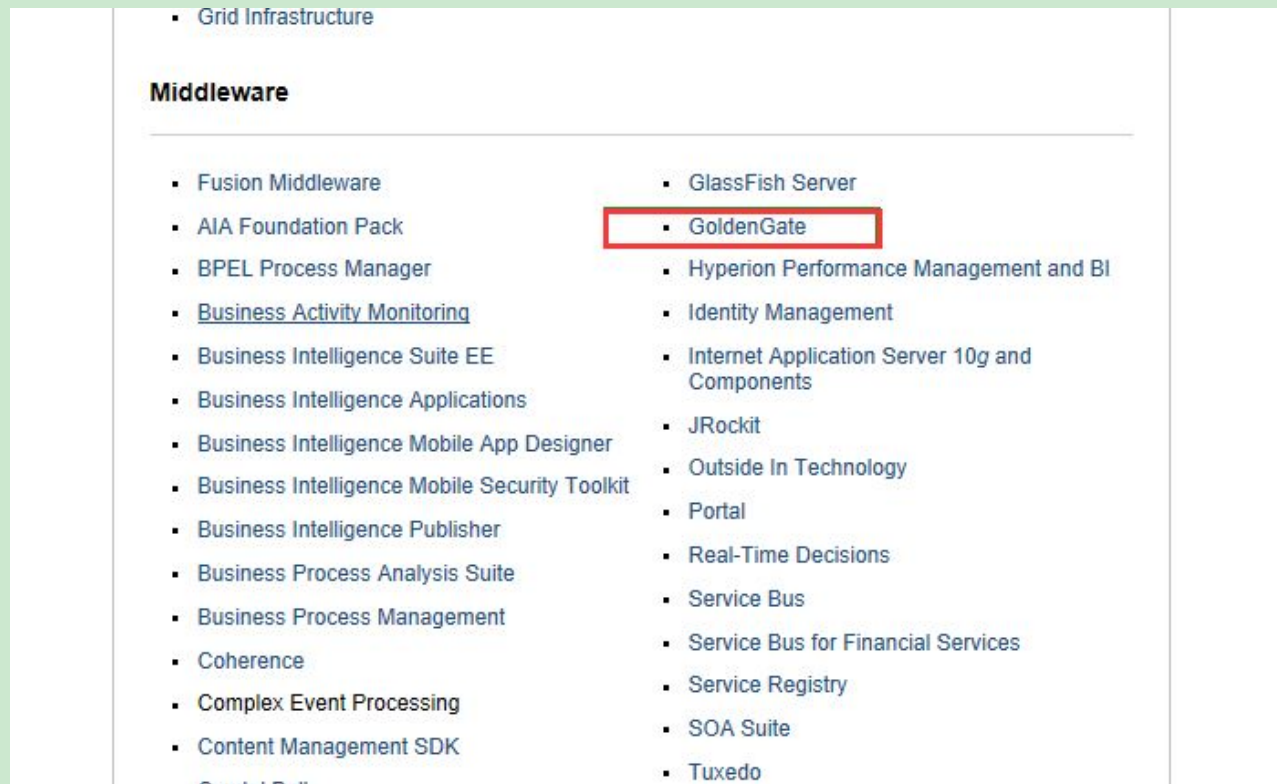 Grid Infrastructure
Middleware
Fusion Middleware
AIA Foundation Pack
BPEL Process Manager
Business Activity Monitoring
Business Intelligence Suite EE
Business Intelligence Applications
Business Intelligence Mobile App Designer
Business Intelligence Mobile Security Toolkit
Business Intelligence Publisher
Business Process Analysis Suite
Business Process Management
Coherence
Complex Event Processing
Content Management SDK
GlassFish Server
GoldenGate
Hyperion Performance Management and BI
Identity Management
Internet Application Server 10g and
Components
JRockit
Outside In Technology
Portal
Real-Time Decisions
Service Bus
Service Bus for Financial Services
Service Registry
SOA Suite
Tuxedo